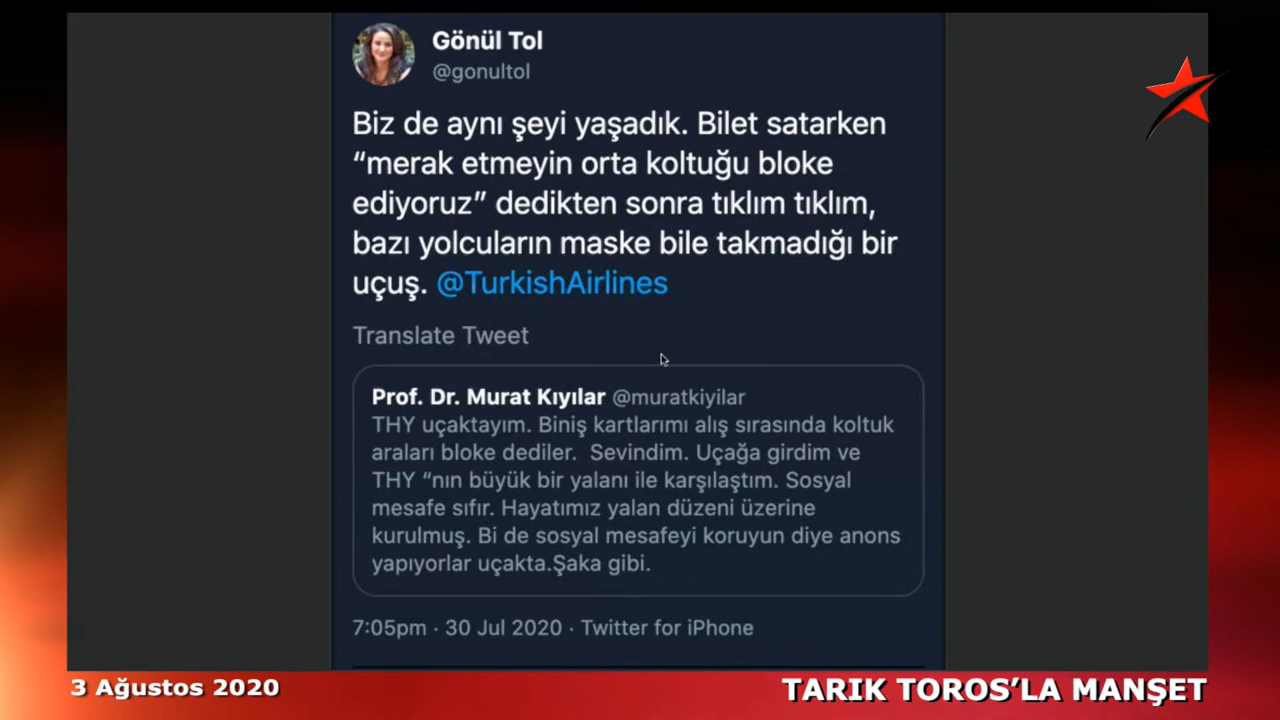 Gönül Tol
@gonultol
Biz de aynı şeyi yaşadık. Bilet satarken
“merak etmeyin orta koltuğu bloke
ediyoruz” dedikten sonra tıklım tıklım,
bazı yolcuların maske bile takmadığı bir
uçuş. @TurkishAirlines
Translate Tweet
Prof. Dr. Murat Kıyılar @muratkiyilar
THY uçaktayım. Biniş kartlarımı alış sırasında koltuk
araları bloke dediler. Sevindim. Uçağa girdim ve
THY “nın büyük bir yalanı ile karşılaştım. Sosyal
mesafe sıfır. Hayatımız yalan düzeni üzerine
kurulmuş. Bi de sosyal mesafeyi koruyun diye anons
yapıyorlar uçakta.Şaka gibi.
7:05pm · 30 Jul 2020 · Twitter for iPhone
3 Ağustos 2020
TARIK TOROS’LA MANŞET